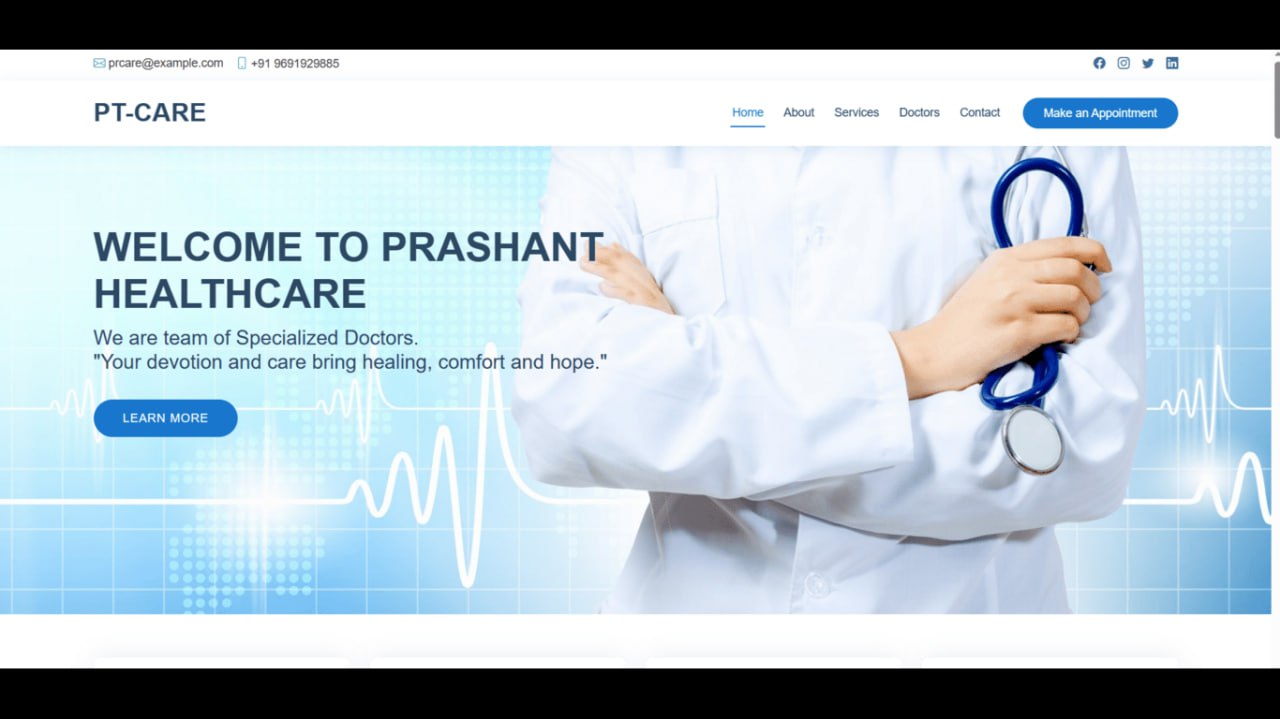 prcare@example.com +91 9691929885
PT-CARE
Home About Services Doctors Contact Make an Appointment
WELCOME TO PRASHANT
HEALTHCARE
We are team of Specialized Doctors.
"Your devotion and care bring healing, comfort and hope."
LEARN MORE